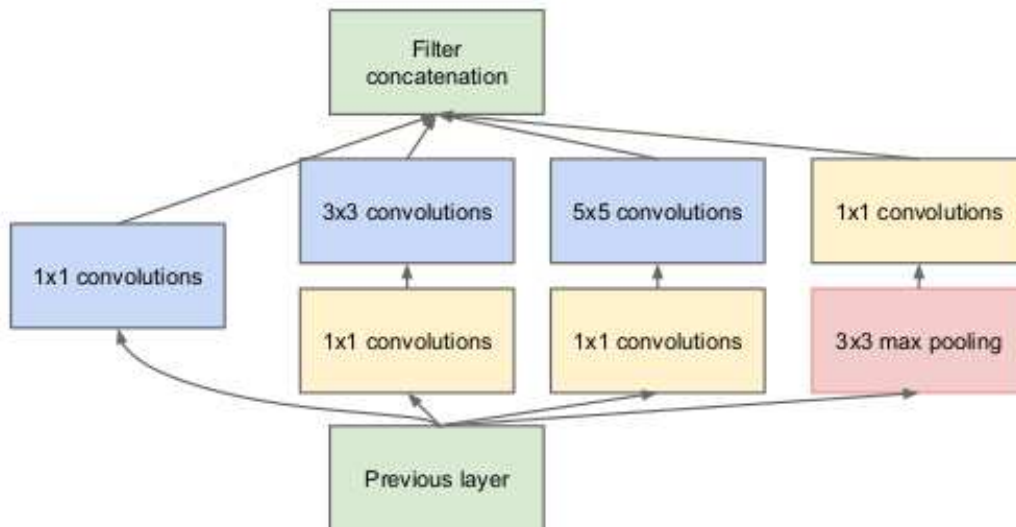 Filter
concatenation
3x3 convolutions
5x5 convolutions
1x1 convolutions
1x1 convolutions
1x1 convolutions
1x1 convolutions
3x3 max pooling
Previous layer